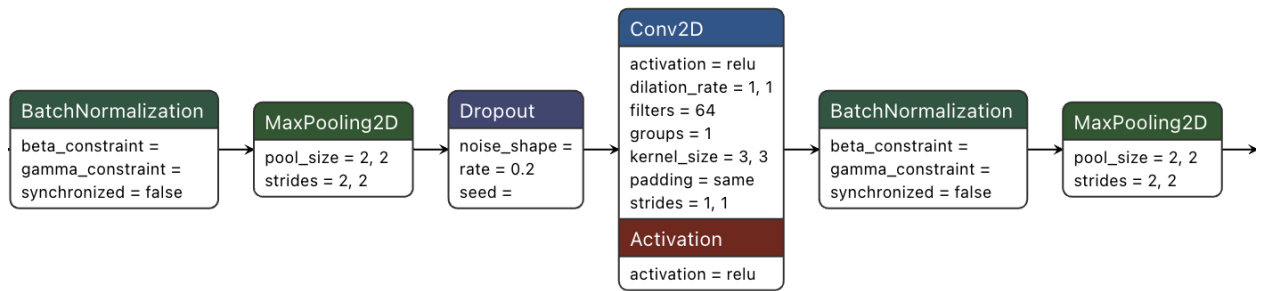 BatchNormalization
beta_constraint =
gamma_constraint =
synchronized = false
MaxPooling2D
pool_size = 2, 2
strides = 2, 2
Dropout
noise_shape =
rate = 0.2
seed =
Conv2D
activation = relu
dilation_rate = 1, 1
filters = 64
groups = 1
kernel_size = 3, 3
padding = same
strides = 1, 1
Activation
activation = relu
BatchNormalization
beta_constraint =
gamma_constraint =
synchronized = false
MaxPooling2D
pool_size = 2, 2
strides = 2, 2